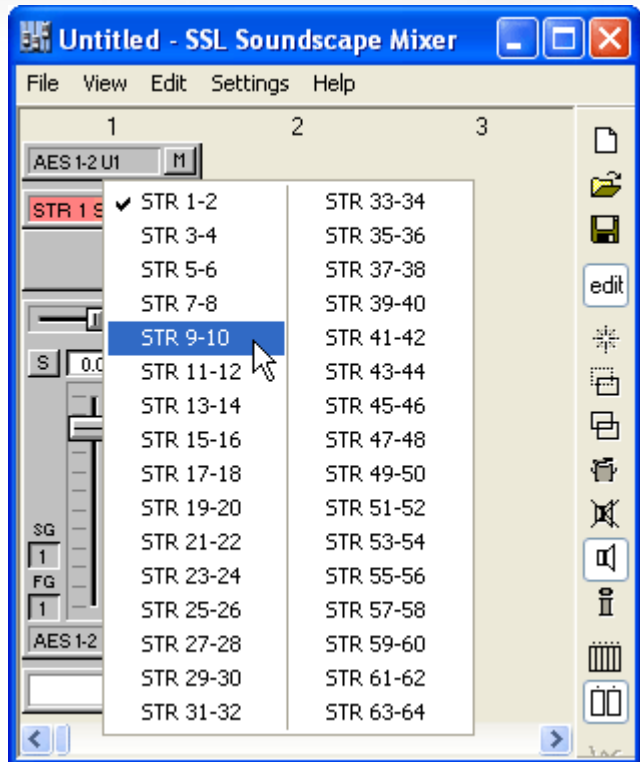 Untitled - SSL Soundscape Mixer
File View Edit Settings Help
1 2 3
AES 1-2 U1 M
STR 1 S
S 0.0
SG
1
FG
1
AES 1-2
✓ STR 1-2
STR 3-4
STR 5-6
STR 7-8
STR 9-10
STR 11-12
STR 13-14
STR 15-16
STR 17-18
STR 19-20
STR 21-22
STR 23-24
STR 25-26
STR 27-28
STR 29-30
STR 31-32
STR 33-34
STR 35-36
STR 37-38
STR 39-40
STR 41-42
STR 43-44
STR 45-46
STR 47-48
STR 49-50
STR 51-52
STR 53-54
STR 55-56
STR 57-58
STR 59-60
STR 61-62
STR 63-64
edit